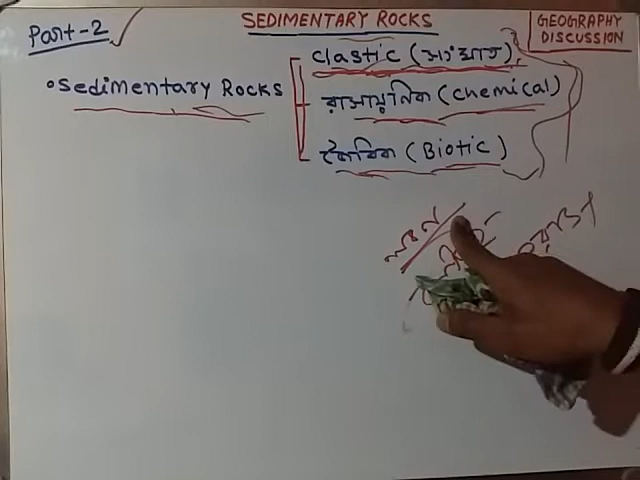 Part-2
SEDIMENTARY ROCKS
GEOGRAPHY
DISCUSSION
Sedimentary Rocks
Clastic (সংঘাত),
রাসায়নিক (Chemical)
জৈবিক (Biotic)